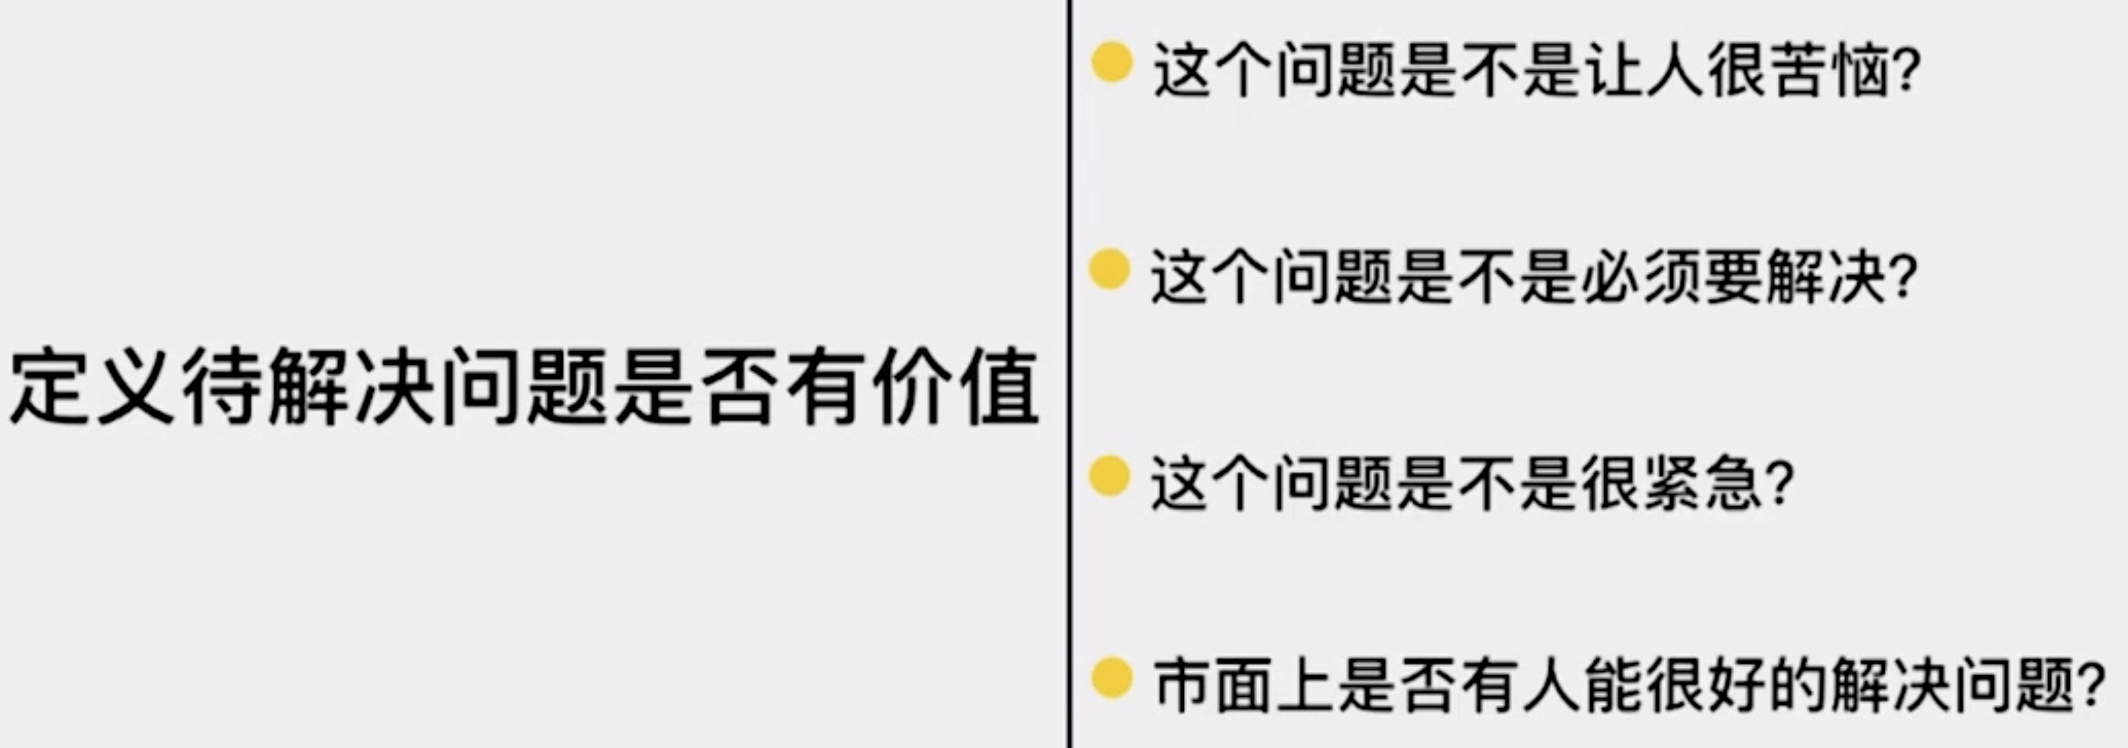 定义待解决问题是否有价值
这个问题是不是让人很苦恼?
这个问题是不是必须要解决?
这个问题是不是很紧急?
市面上是否有人能很好的解决问题?